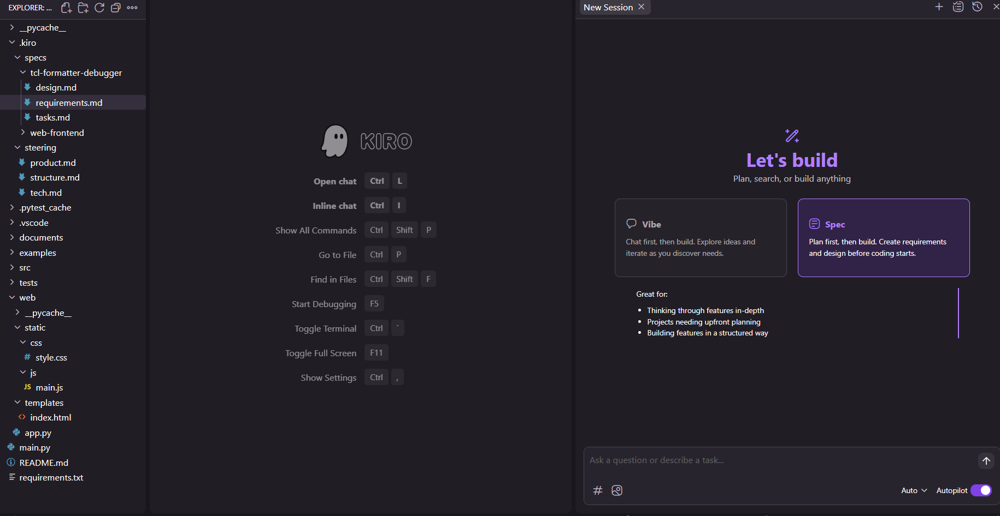 EXPLORER: ...
__pycache__
.kiro
specs
tcl-formatter-debugger
design.md
requirements.md
tasks.md
web-frontend
steering
product.md
structure.md
tech.md
.pytest_cache
.vscode
documents
examples
src
tests
web
__pycache__
static
css
# style.css
js
JS main.js
templates
<> index.html
app.py
main.py
README.md
requirements.txt
KIRO
Open chat Ctrl L
Inline chat Ctrl I
Show All Commands Ctrl Shift P
Go to File Ctrl P
Find in Files Ctrl Shift F
Start Debugging F5
Toggle Terminal Ctrl `
Toggle Full Screen F11
Show Settings Ctrl ,
New Session
Let's build
Plan, search, or build anything
Vibe
Chat first, then build. Explore ideas and
iterate as you discover needs.
Spec
Plan first, then build. Create requirements
and design before coding starts.
Great for:
• Thinking through features in-depth
• Projects needing upfront planning
• Building features in a structured way
Ask a question or describe a task...
# Auto Autopilot